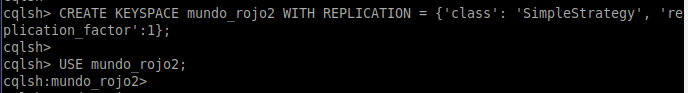 cqlsh> CREATE KEYSPACE mundo_rojo2 WITH REPLICATION = {'class': 'SimpleStrategy', 're
plication_factor':1};
cqlsh>
cqlsh> USE mundo_rojo2;
cqlsh:mundo_rojo2>